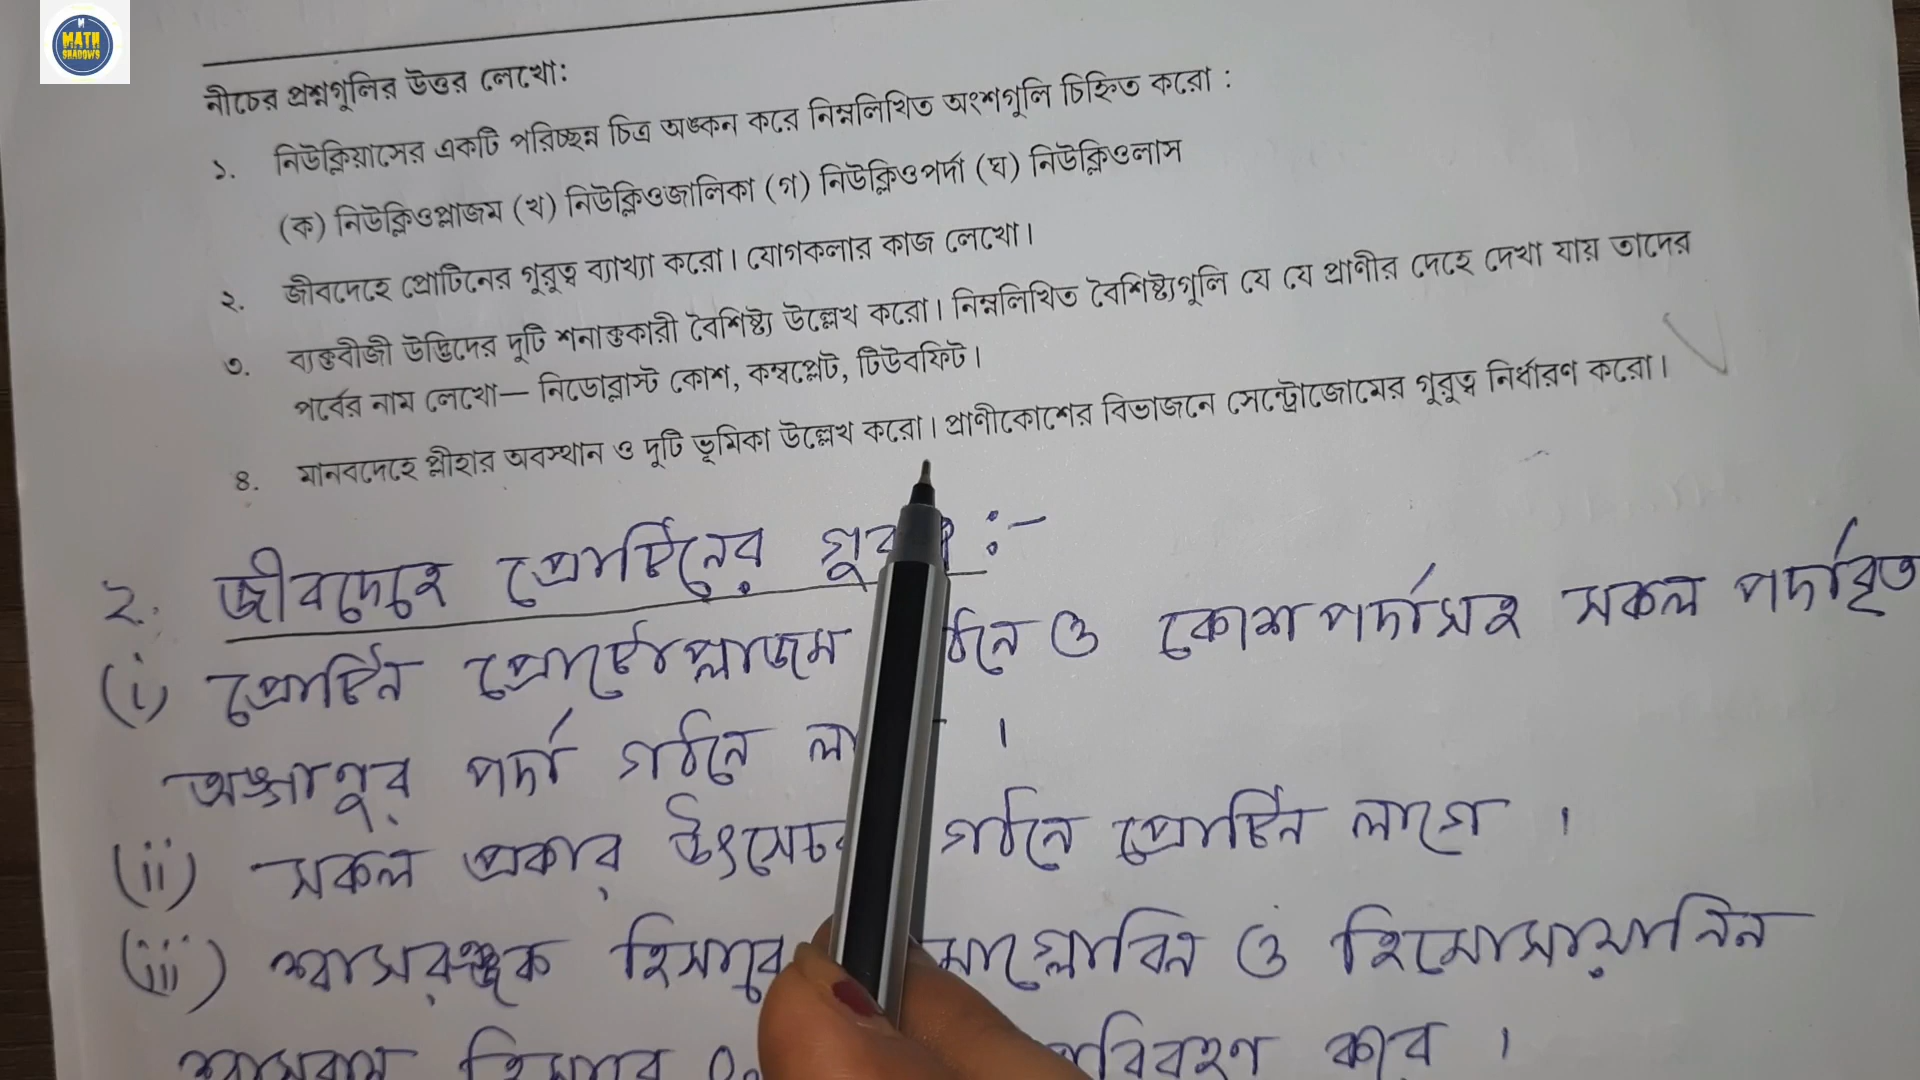 MATH
SHADOWS
নীচের প্রশ্নগুলির উত্তর লেখো:
১. নিউক্লিয়াসের একটি পরিচ্ছন্ন চিত্র অঙ্কন করে নিম্নলিখিত অংশগুলি চিহ্নিত করো :
(ক) নিউক্লিওপ্লাজম (খ) নিউক্লিওজালিকা (গ) নিউক্লিওপর্দা (ঘ) নিউক্লিওলাস
২. জীবদেহে প্রোটিনের গুরুত্ব ব্যাখ্যা করো। যোগকলার কাজ লেখো।
৩. ব্যক্তবীজী উদ্ভিদের দুটি শনাক্তকারী বৈশিষ্ট্য উল্লেখ করো। নিম্নলিখিত বৈশিষ্ট্যগুলি যে যে প্রাণীর দেহে দেখা যায় তাদের
পর্বের নাম লেখো— নিডোব্লাস্ট কোশ, কম্বপ্লেট, টিউবফিট।
৪. মানবদেহে প্লীহার অবস্থান ও দুটি ভূমিকা উল্লেখ করো। প্রাণীকোশের বিভাজনে সেন্ট্রোজোমের গুরুত্ব নির্ধারণ করো।
২. জীবদেহে প্রোটিনের :-
(i) প্রোটিন প্রোটোপ্লাজম ও কোশপর্দাসহ সকল পর্দাবৃত
অঙ্গাণুর পর্দা গঠনে ।
(ii) সকল প্রকার গঠনে প্রোটিন লাগে ।
(iii) শ্বাসরঞ্জক হিসাবে ও হিমোসায়ানিন
হিসাবে করে ।